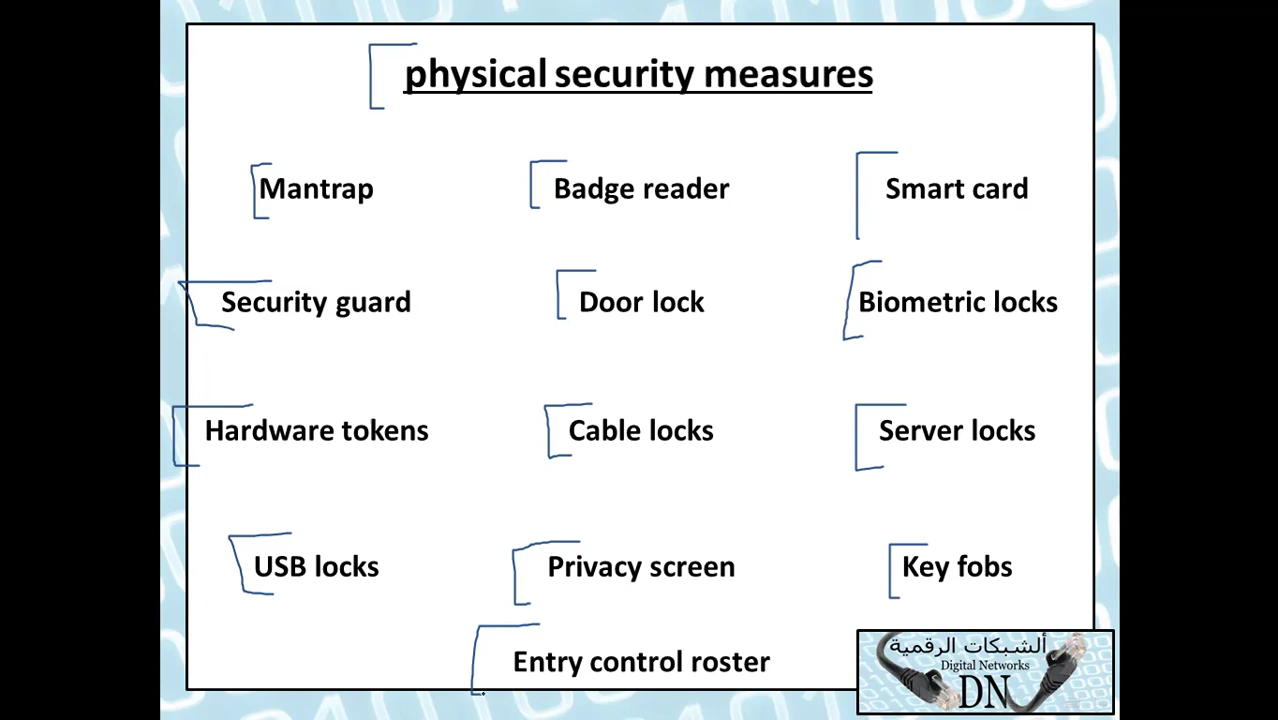 physical security measures
Mantrap Badge reader Smart card
Security guard Door lock Biometric locks
Hardware tokens Cable locks Server locks
USB locks Privacy screen Key fobs
Entry control roster
ألشبكات الرقمية
Digital Networks
DN